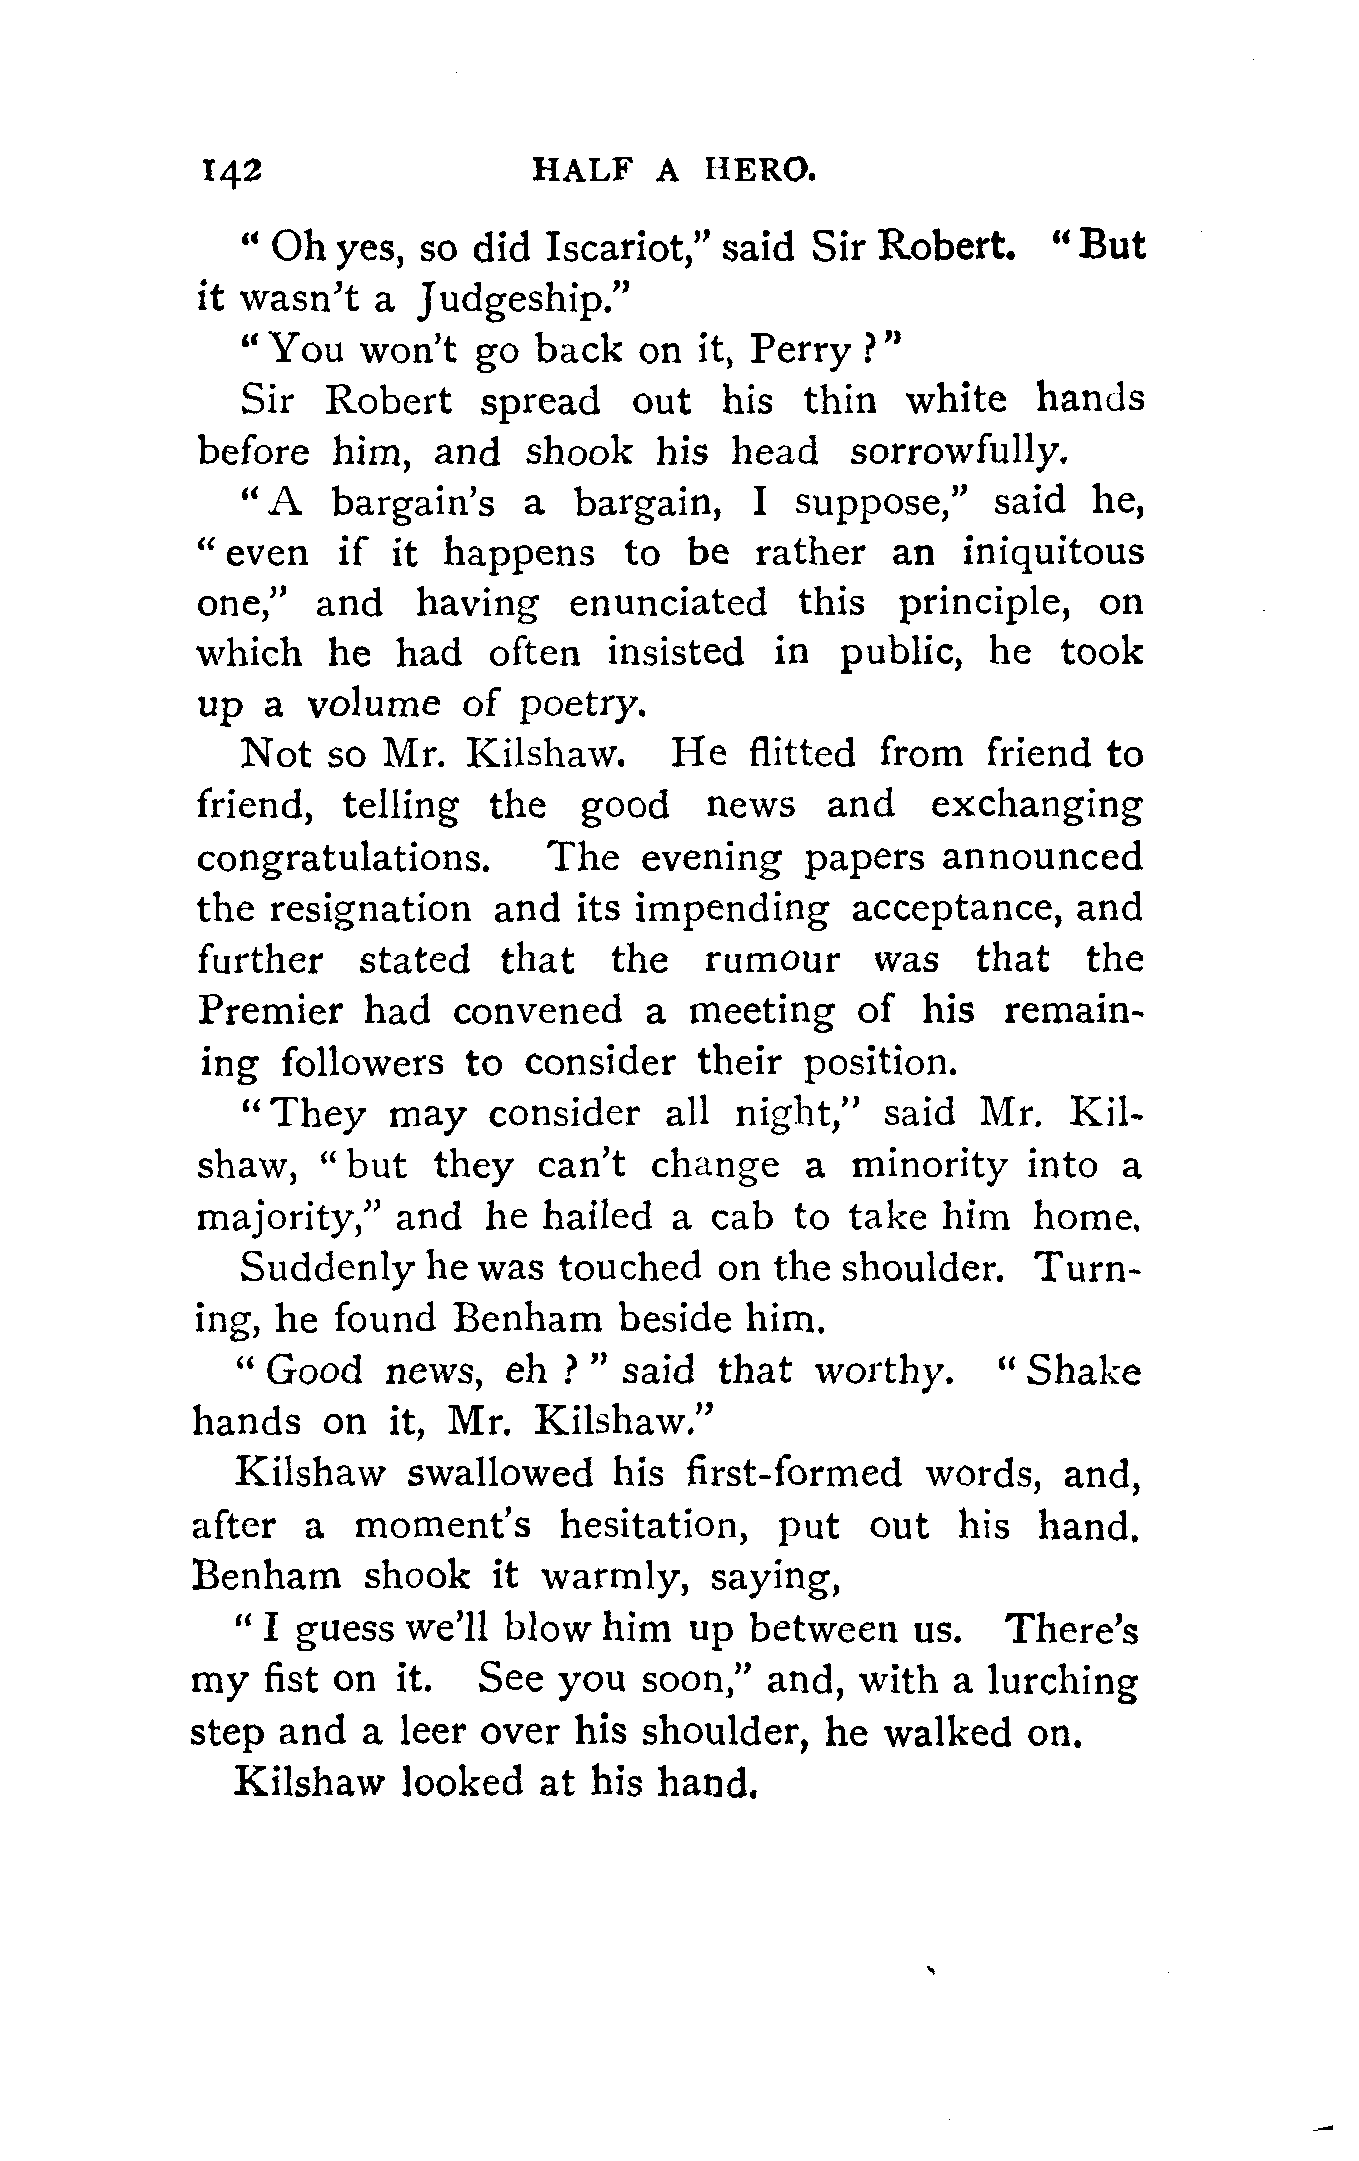 142 HALF A HERO.
" Oh yes, so did Iscariot," said Sir Robert. " But
it wasn't a Judgeship."
" You won't go back on it, Perry ? "
Sir Robert spread out his thin white hands
before him, and shook his head sorrowfully.
" A bargain's a bargain, I suppose," said he,
" even if it happens to be rather an iniquitous
one," and having enunciated this principle, on
which he had often insisted in public, he took
up a volume of poetry.
Not so Mr. Kilshaw. He flitted from friend to
friend, telling the good news and exchanging
congratulations. The evening papers announced
the resignation and its impending acceptance, and
further stated that the rumour was that the
Premier had convened a meeting of his remain-
ing followers to consider their position.
" They may consider all night," said Mr. Kil-
shaw, " but they can't change a minority into a
majority," and he hailed a cab to take him home.
Suddenly he was touched on the shoulder. Turn-
ing, he found Benham beside him.
" Good news, eh ? " said that worthy. " Shake
hands on it, Mr. Kilshaw."
Kilshaw swallowed his first-formed words, and,
after a moment's hesitation, put out his hand.
Benham shook it warmly, saying,
" I guess we'll blow him up between us. There's
my fist on it. See you soon," and, with a lurching
step and a leer over his shoulder, he walked on.
Kilshaw looked at his hand.